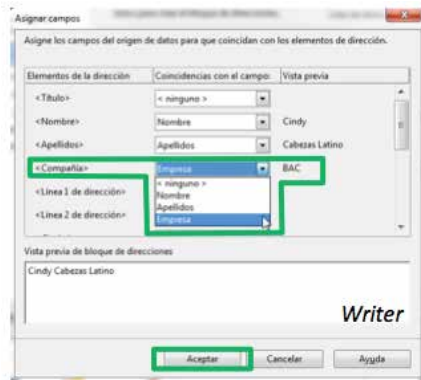 Asignar campos
Asigne los campos del origen de datos para que coincidan con los elementos de dirección.
Elementos de la dirección Coincidencias con el campo: Vista previa
<Título> < ninguno >
<Nombre> Nombre Cindy
<Apellidos> Apellidos Cabezas Latino
<Compañía> Empresa BAC
< ninguno >
Nombre
<Línea 1 de dirección> Apellidos
<Línea 2 de dirección> Empresa
Vista previa de bloque de direcciones
Cindy Cabezas Latino
Writer
Aceptar Cancelar Ayuda